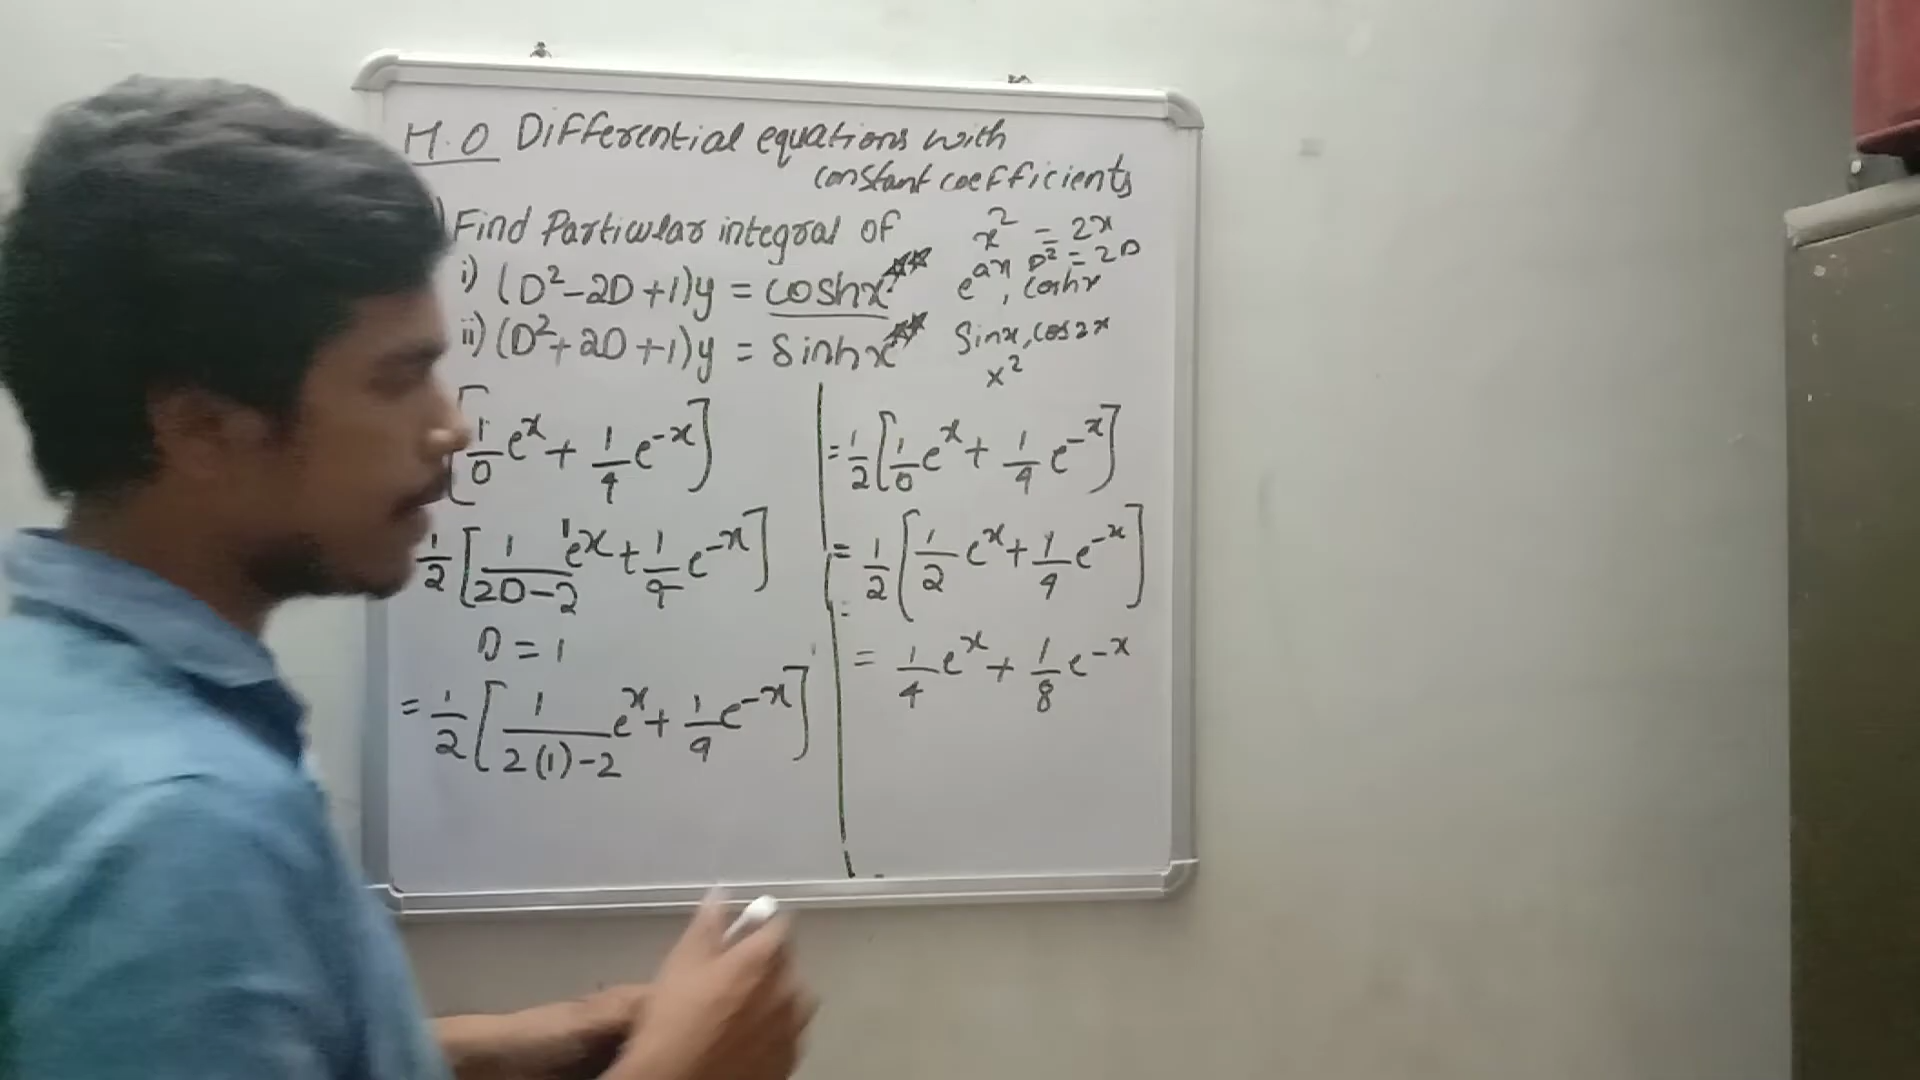 H.O Differential equations with
constant coefficients
Find Particular integral of
i) (D²-2D+1)y = coshx
ii) (D²+2D+1)y = Sinhx
x² = 2x
D² = 2D
e^ax, coshx
Sinx, cos2x
x²
[1/0 e^x + 1/4 e^-x]
1/2 [1/(2D-2) 1e^x + 1/4 e^-x]
D = 1
= 1/2 [1/(2(1)-2) e^x + 1/4 e^-x]
= 1/2 [1/0 e^x + 1/4 e^-x]
= 1/2 [1/2 e^x + 1/4 e^-x]
= 1/4 e^x + 1/8 e^-x